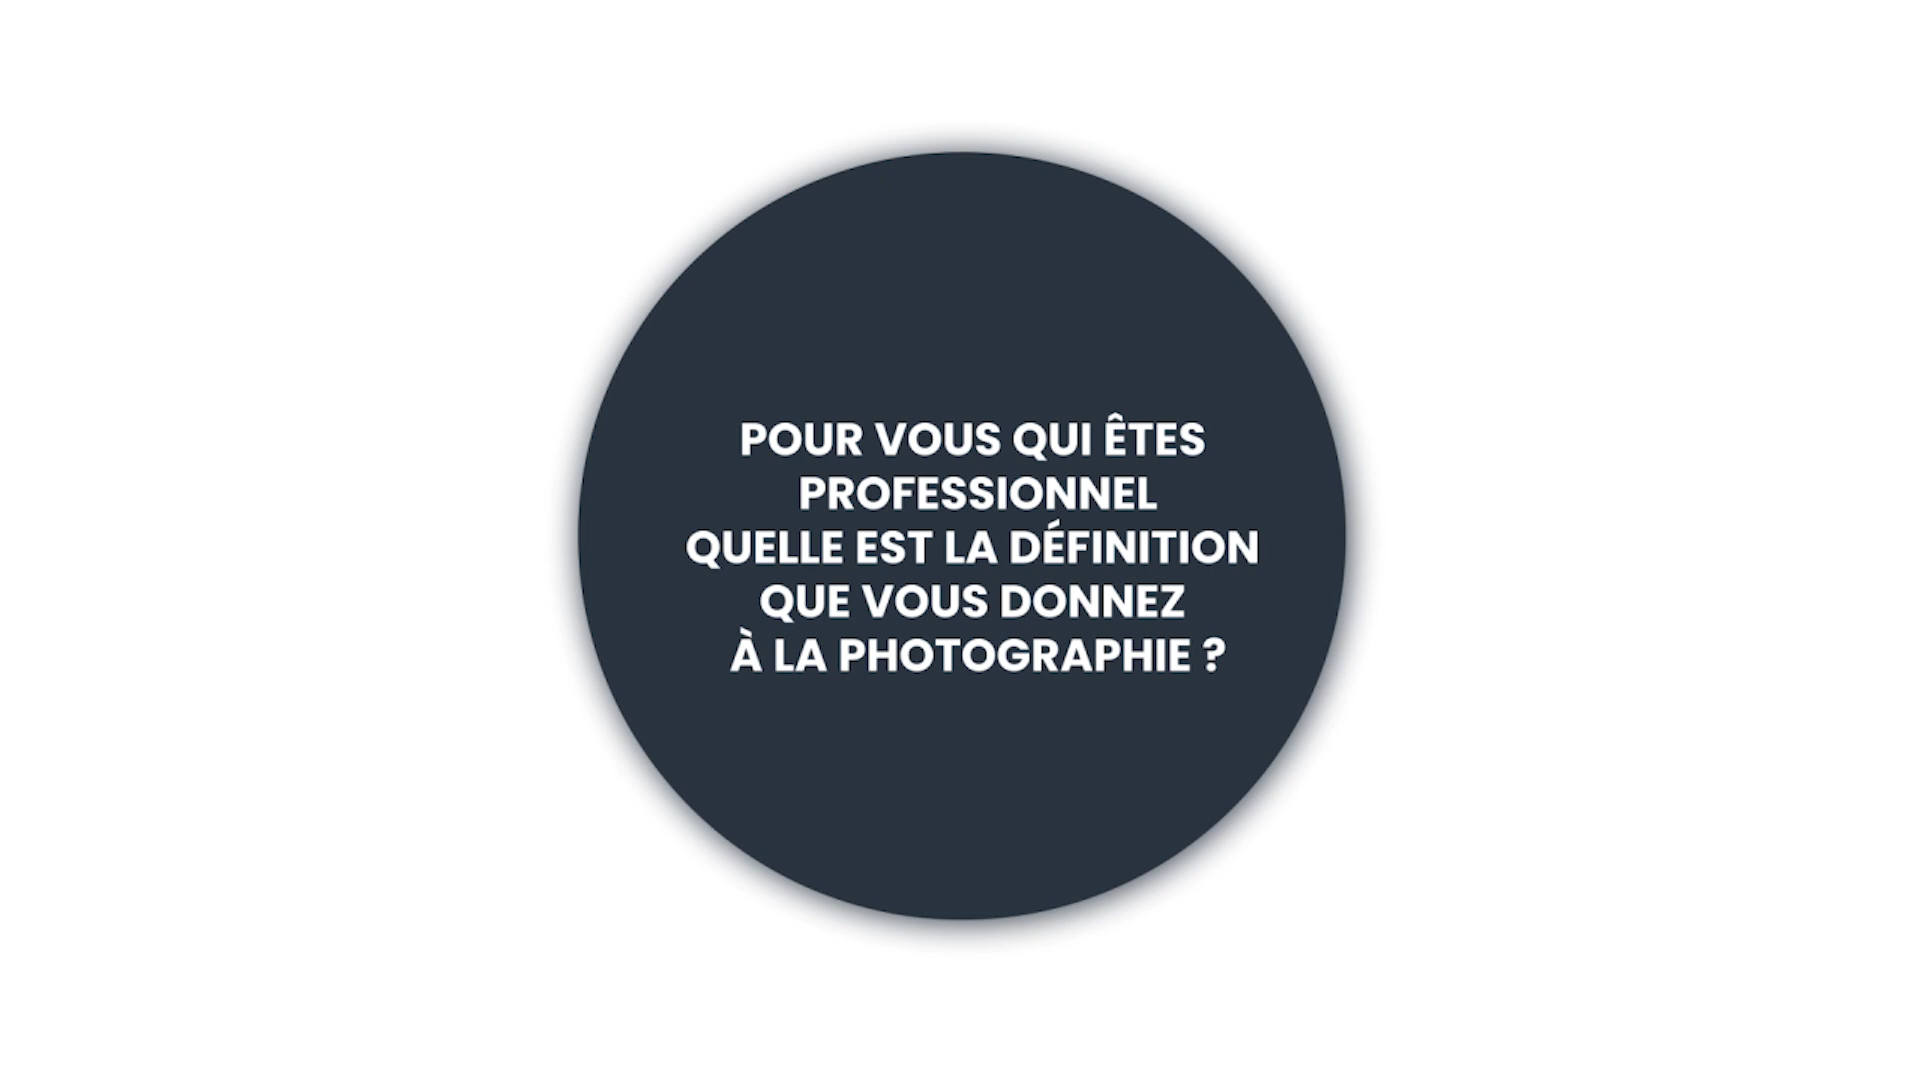 POUR VOUS QUI ÊTES
PROFESSIONNEL
QUELLE EST LA DÉFINITION
QUE VOUS DONNEZ
À LA PHOTOGRAPHIE ?